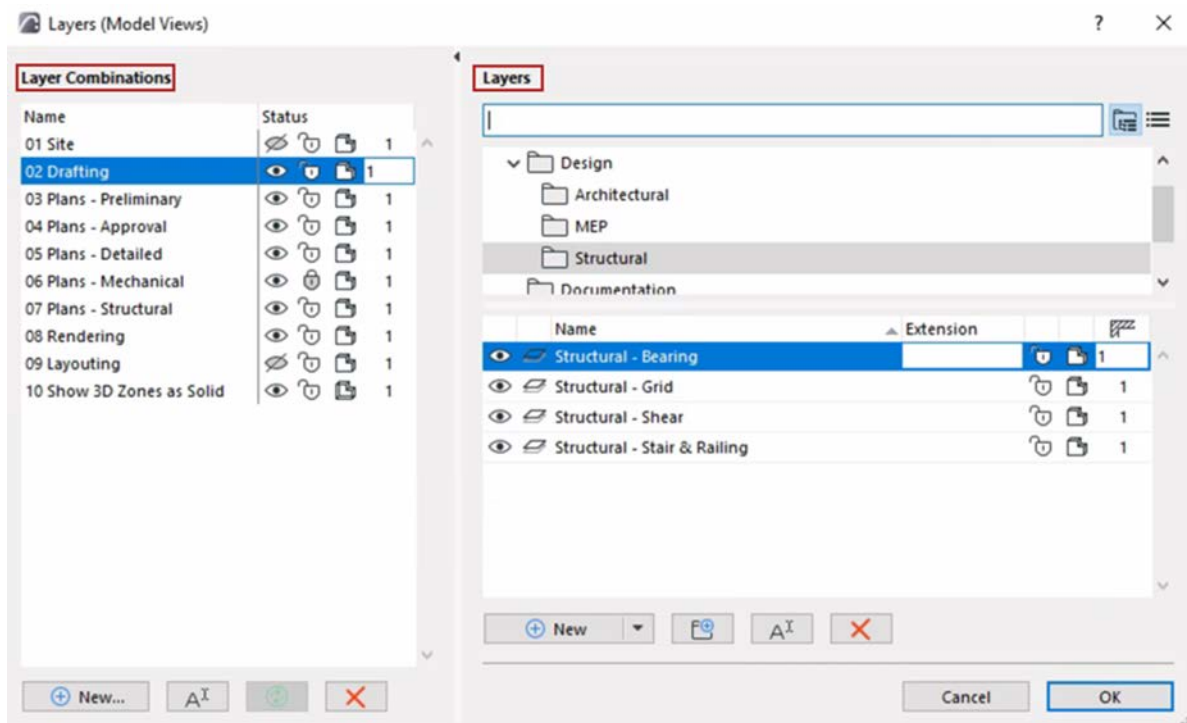 Layers (Model Views) ?
Layer Combinations
Name Status
01 Site 1
02 Drafting 1
03 Plans - Preliminary 1
04 Plans - Approval 1
05 Plans - Detailed 1
06 Plans - Mechanical 1
07 Plans - Structural 1
08 Rendering 1
09 Layouting 1
10 Show 3D Zones as Solid 1
New...
Layers
Design
Architectural
MEP
Structural
Documentation
Name Extension
Structural - Bearing 1
Structural - Grid 1
Structural - Shear 1
Structural - Stair & Railing 1
New
Cancel OK